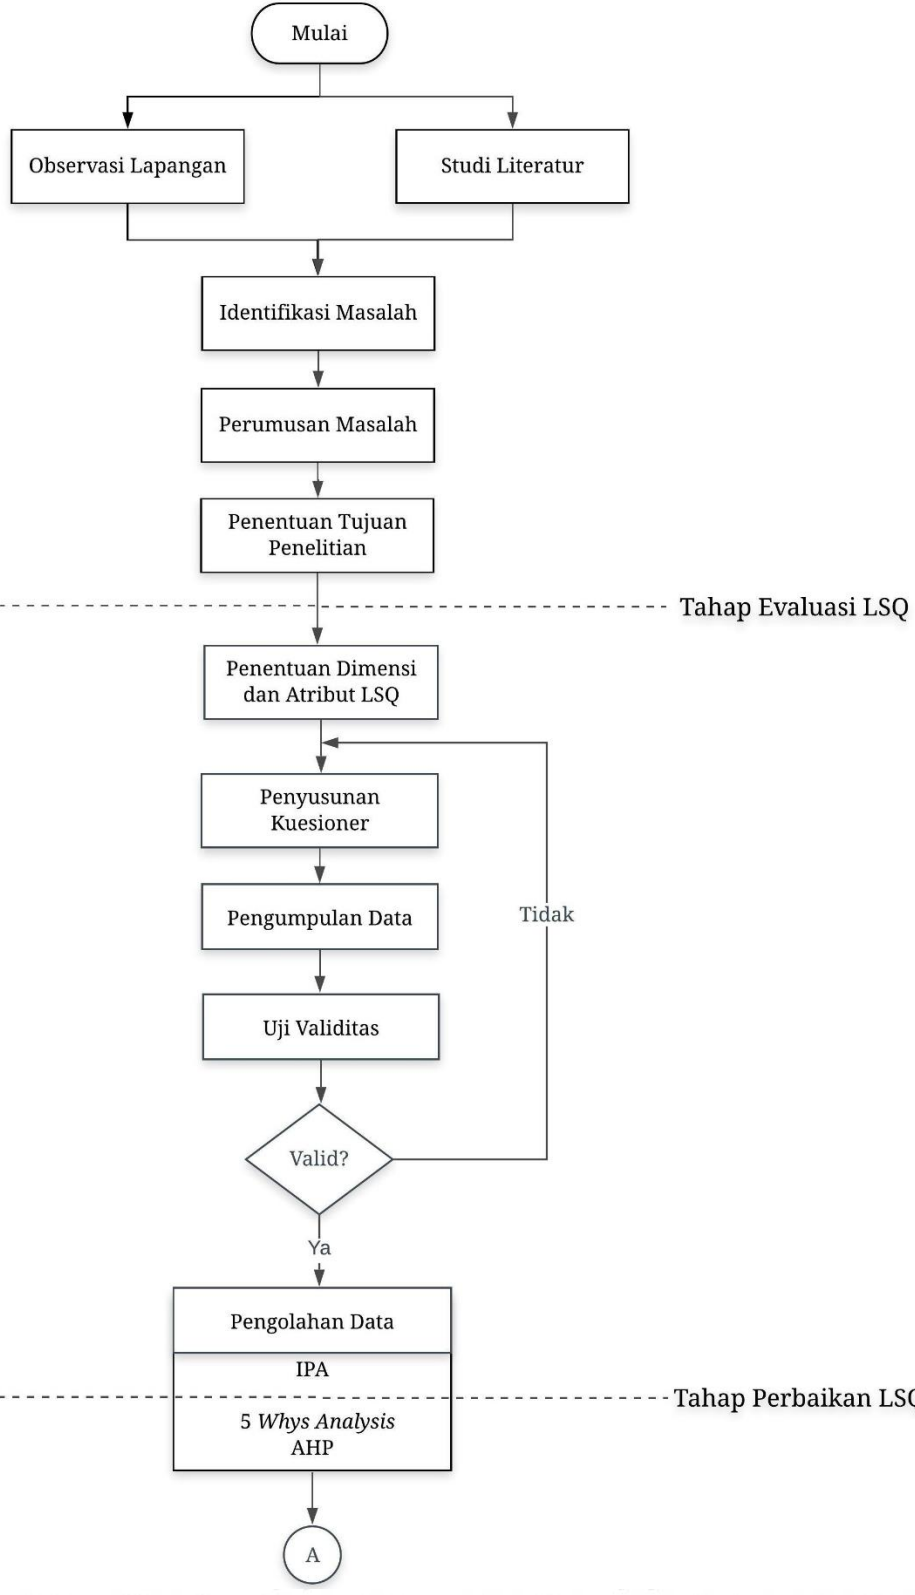 Mulai
Observasi Lapangan
Studi Literatur
Identifikasi Masalah
Perumusan Masalah
Penentuan Tujuan
Penelitian
Tahap Evaluasi LSQ
Penentuan Dimensi
dan Atribut LSQ
Penyusunan
Kuesioner
Pengumpulan Data
Tidak
Uji Validitas
Valid?
Ya
Pengolahan Data
IPA
Tahap Perbaikan LSQ
5 Whys Analysis
AHP
A